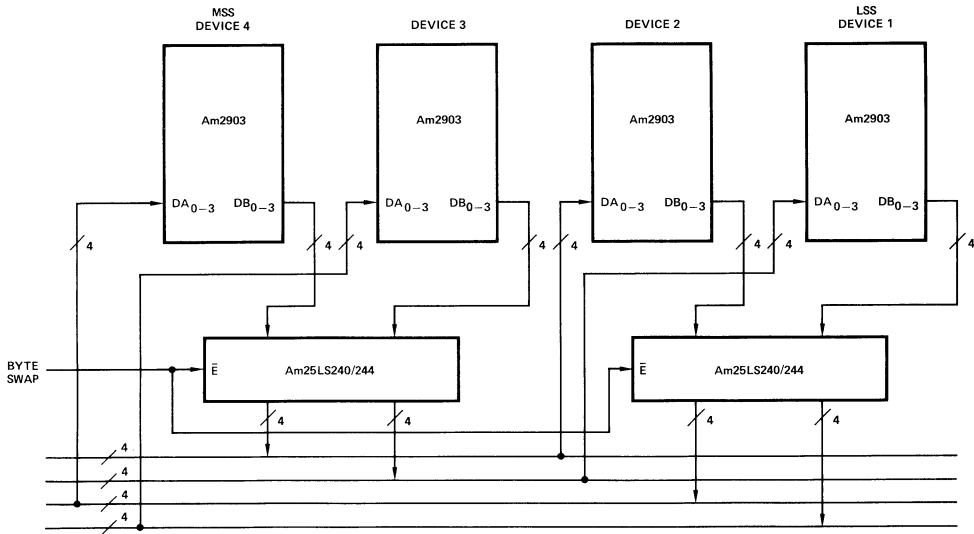 MSS
DEVICE 4
DEVICE 3
DEVICE 2
LSS
DEVICE 1
Am2903
Am2903
Am2903
Am2903
DA0–3 DB0–3
DA0–3 DB0–3
DA0–3 DB0–3
DA0–3 DB0–3
4
4
4
4
4
4
4
4
BYTE
SWAP
E̅ Am25LS240/244
E̅ Am25LS240/244
4
4
4
4
4
4
4
4